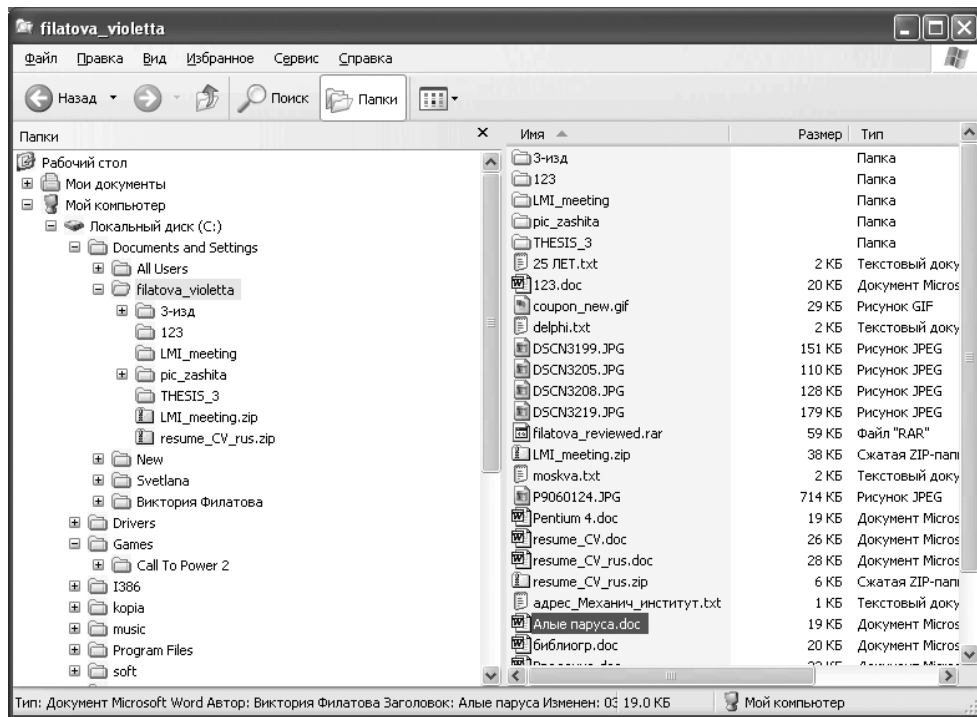 filatova_violetta
Файл Правка Вид Избранное Сервис Справка
Назад Поиск Папки
Папки
Рабочий стол
Мои документы
Мой компьютер
Локальный диск (C:)
Documents and Settings
All Users
filatova_violetta
3-изд
123
LMI_meeting
pic_zashita
THESIS_3
LMI_meeting.zip
resume_CV_rus.zip
New
Svetlana
Виктория Филатова
Drivers
Games
Call To Power 2
I386
kopia
music
Program Files
soft
Имя Размер Тип
3-изд Папка
123 Папка
LMI_meeting Папка
pic_zashita Папка
THESIS_3 Папка
25 ЛЕТ.txt 2 КБ Текстовый доку
123.doc 20 КБ Документ Micros
coupon_new.gif 29 КБ Рисунок GIF
delphi.txt 2 КБ Текстовый доку
DSCN3199.JPG 151 КБ Рисунок JPEG
DSCN3205.JPG 110 КБ Рисунок JPEG
DSCN3208.JPG 128 КБ Рисунок JPEG
DSCN3219.JPG 179 КБ Рисунок JPEG
filatova_reviewed.rar 59 КБ Файл "RAR"
LMI_meeting.zip 38 КБ Сжатая ZIP-папк
moskva.txt 2 КБ Текстовый доку
P9060124.JPG 714 КБ Рисунок JPEG
Pentium 4.doc 19 КБ Документ Micros
resume_CV.doc 26 КБ Документ Micros
resume_CV_rus.doc 28 КБ Документ Micros
resume_CV_rus.zip 6 КБ Сжатая ZIP-папк
адрес_Механич_институт.txt 1 КБ Текстовый доку
Алые паруса.doc 19 КБ Документ Micros
библиогр.doc 20 КБ Документ Micros
Тип: Документ Microsoft Word Автор: Виктория Филатова Заголовок: Алые паруса Изменен: 03 19.0 КБ Мой компьютер